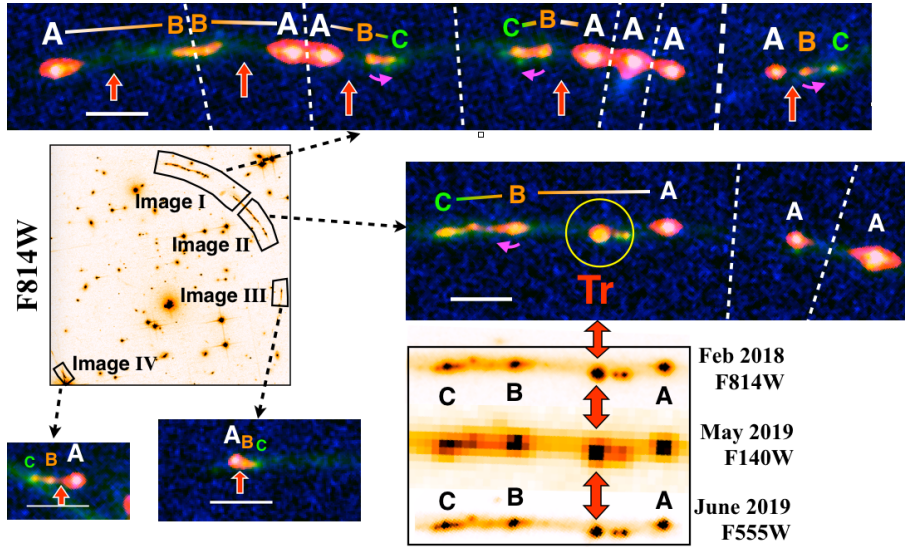 A B B A A B C C B A A A A B C
F814W
Image I
Image II
Image III
Image IV
C B A A A
Tr
Feb 2018
F814W
C B A
May 2019
F140W
C B A
June 2019
F555W
C B A
A B C